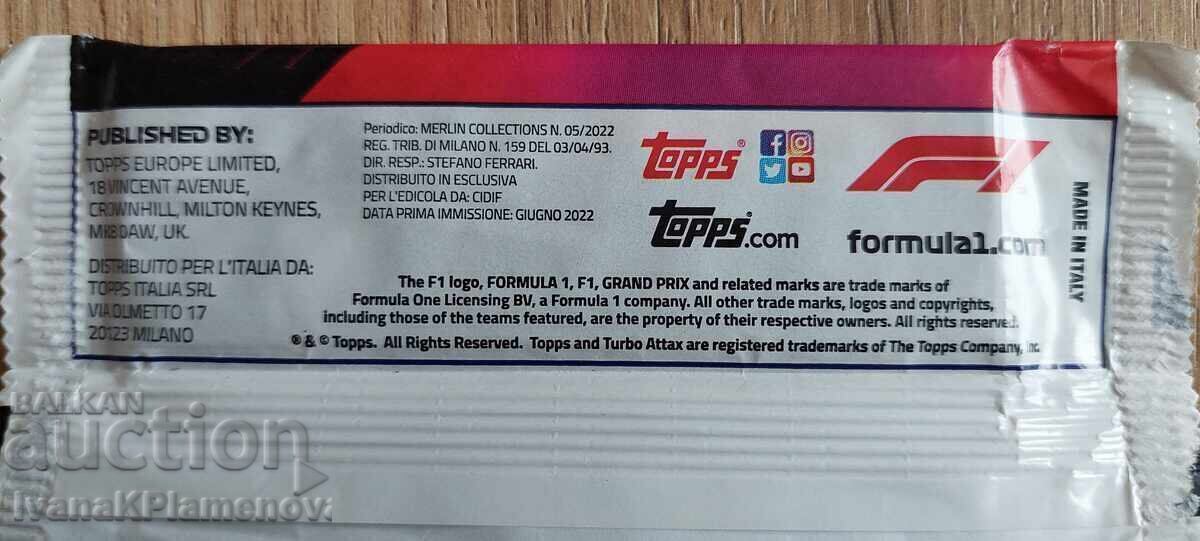 PUBLISHED BY:
TOPPS EUROPE LIMITED,
18 VINCENT AVENUE,
CROWNHILL, MILTON KEYNES,
MK8 0AW, UK.
DISTRIBUITO PER L'ITALIA DA:
TOPPS ITALIA SRL
VIA OLMETTO 17
20123 MILANO
Periodico: MERLIN COLLECTIONS N. 05/2022
REG. TRIB. DI MILANO N. 159 DEL 03/04/93.
DIR. RESP.: STEFANO FERRARI.
DISTRIBUTO IN ESCLUSIVA
PER L'EDICOLA DA: CIDIF
DATA PRIMA IMMISSIONE: GIUGNO 2022
Topps®
Topps.com
F1
formula1.com
MADE IN ITALY
The F1 logo, FORMULA 1, F1, GRAND PRIX and related marks are trade marks of
Formula One Licensing BV, a Formula 1 company. All other trade marks, logos and copyrights,
including those of the teams featured, are the property of their respective owners. All rights reserved.
® & © Topps. All Rights Reserved. Topps and Turbo Attax are registered trademarks of The Topps Company, Inc.
BALKAN
auction
IvanaKPlamenov